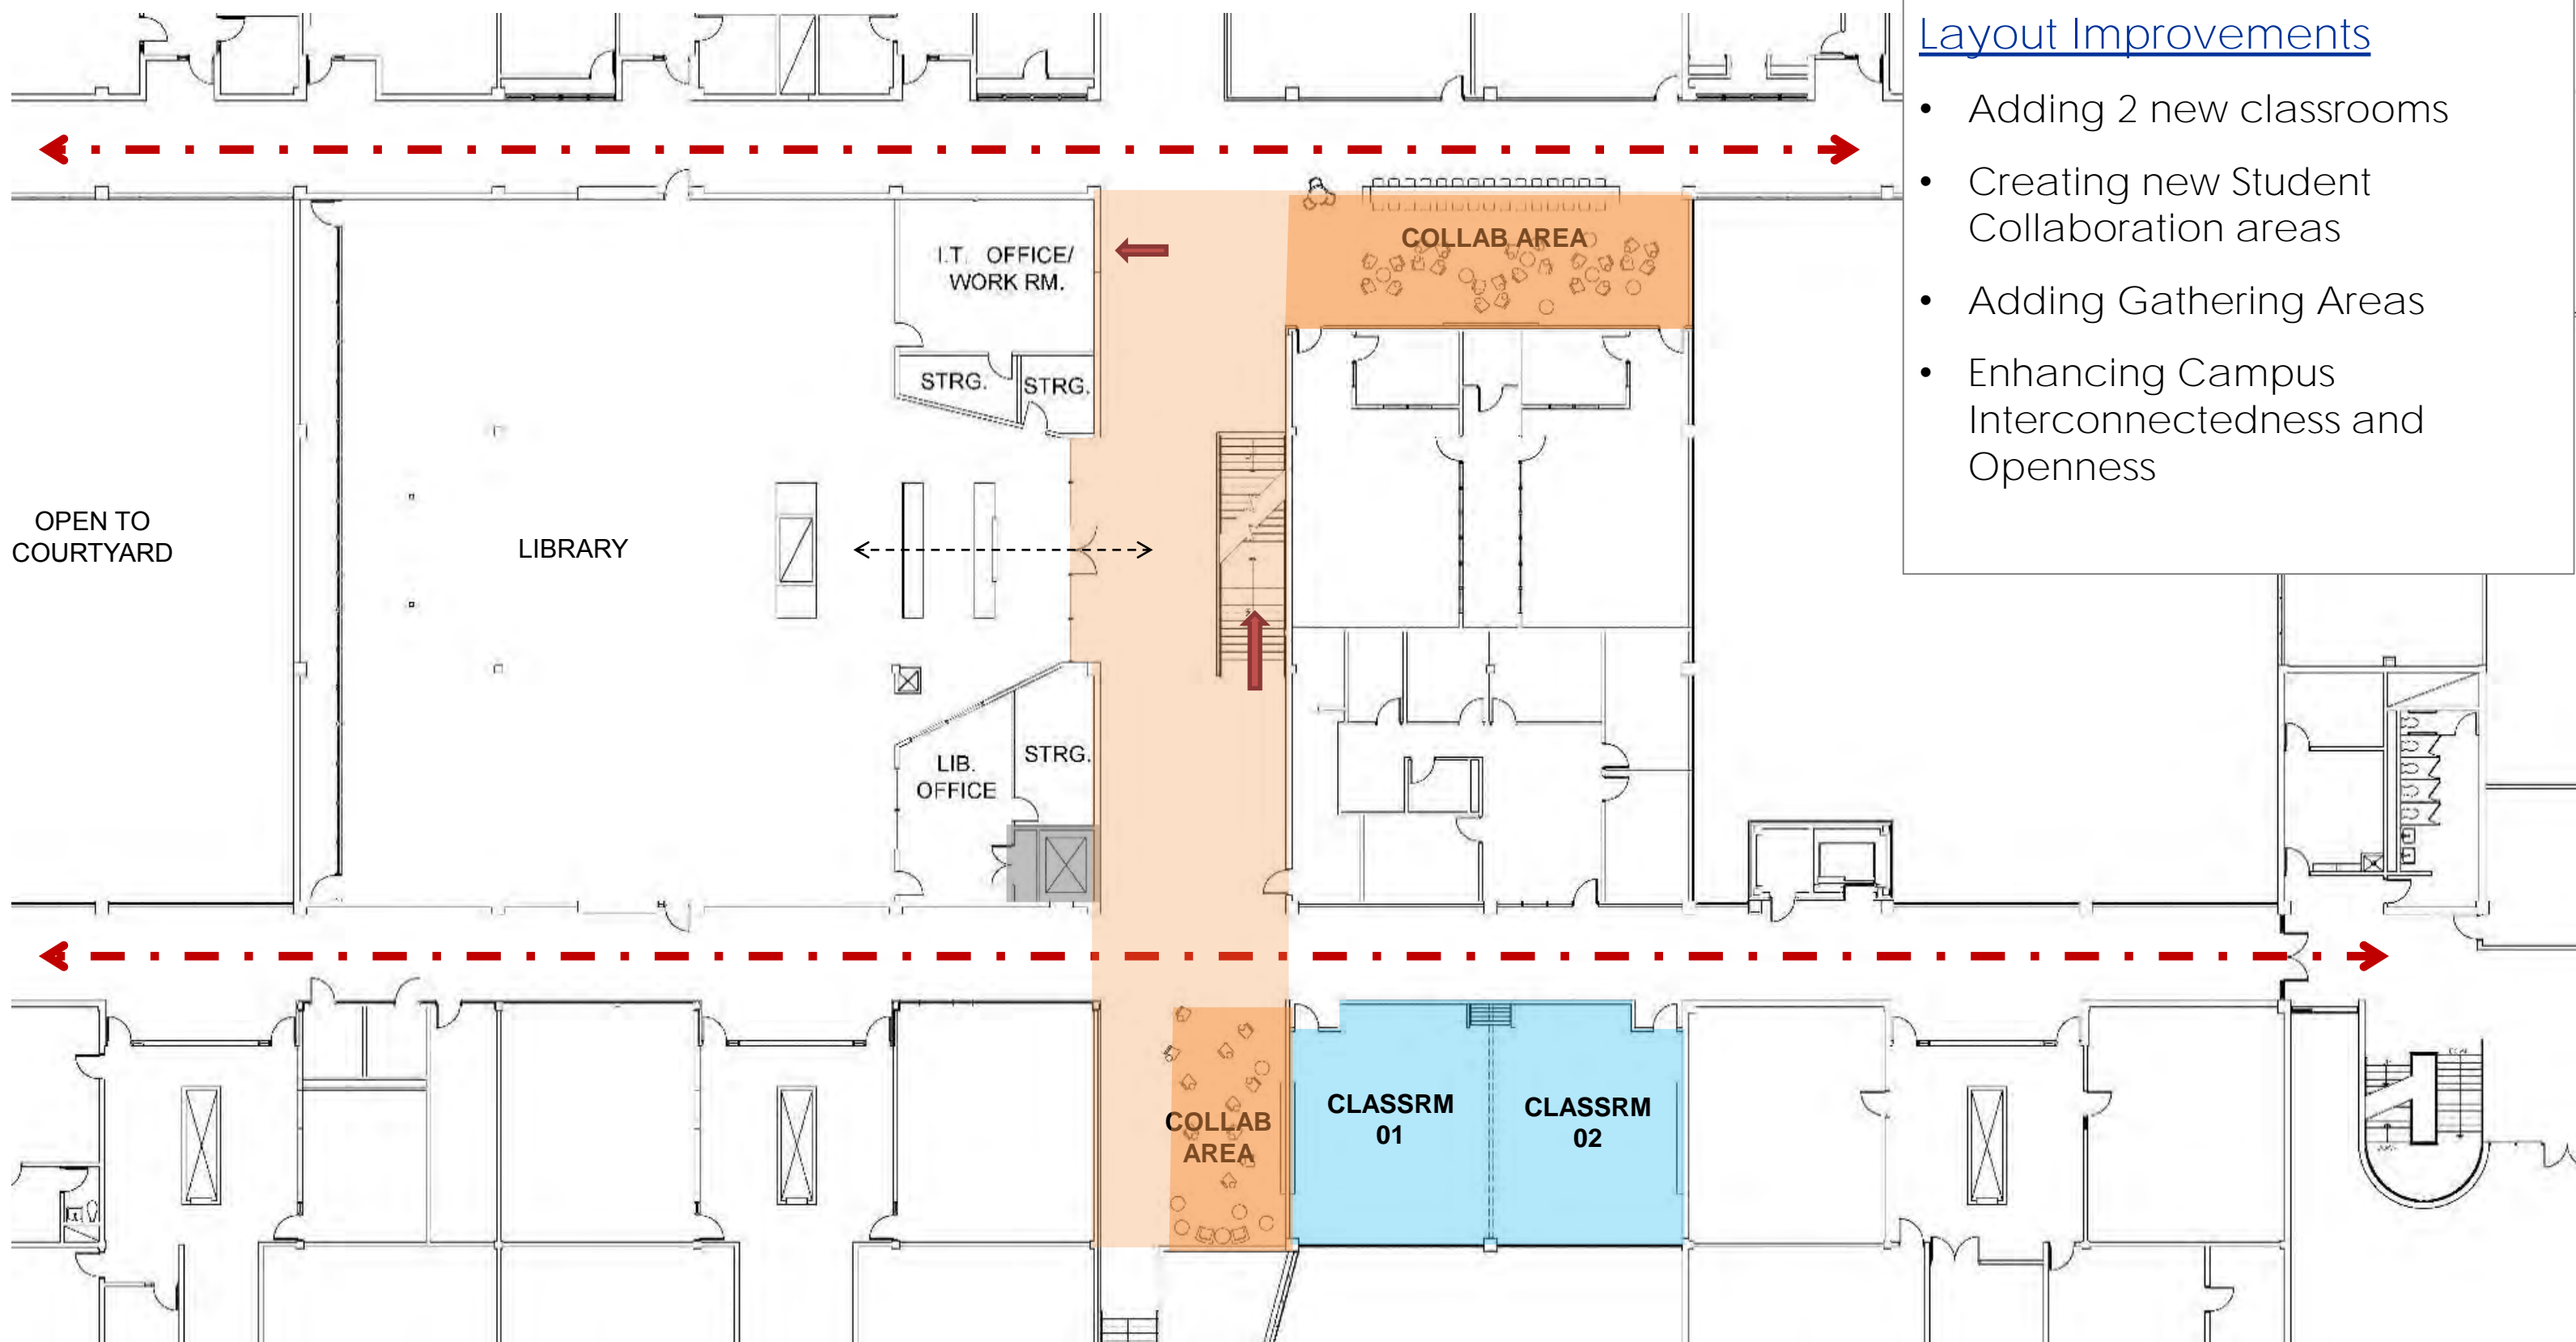 Layout Improvements
• Adding 2 new classrooms
• Creating new Student
Collaboration areas
• Adding Gathering Areas
• Enhancing Campus
Interconnectedness and
Openness
COLLAB AREA
I.T. OFFICE/
WORK RM.
STRG.
STRG.
OPEN TO
COURTYARD
LIBRARY
LIB.
OFFICE
STRG.
COLLAB
AREA
CLASSRM
01
CLASSRM
02